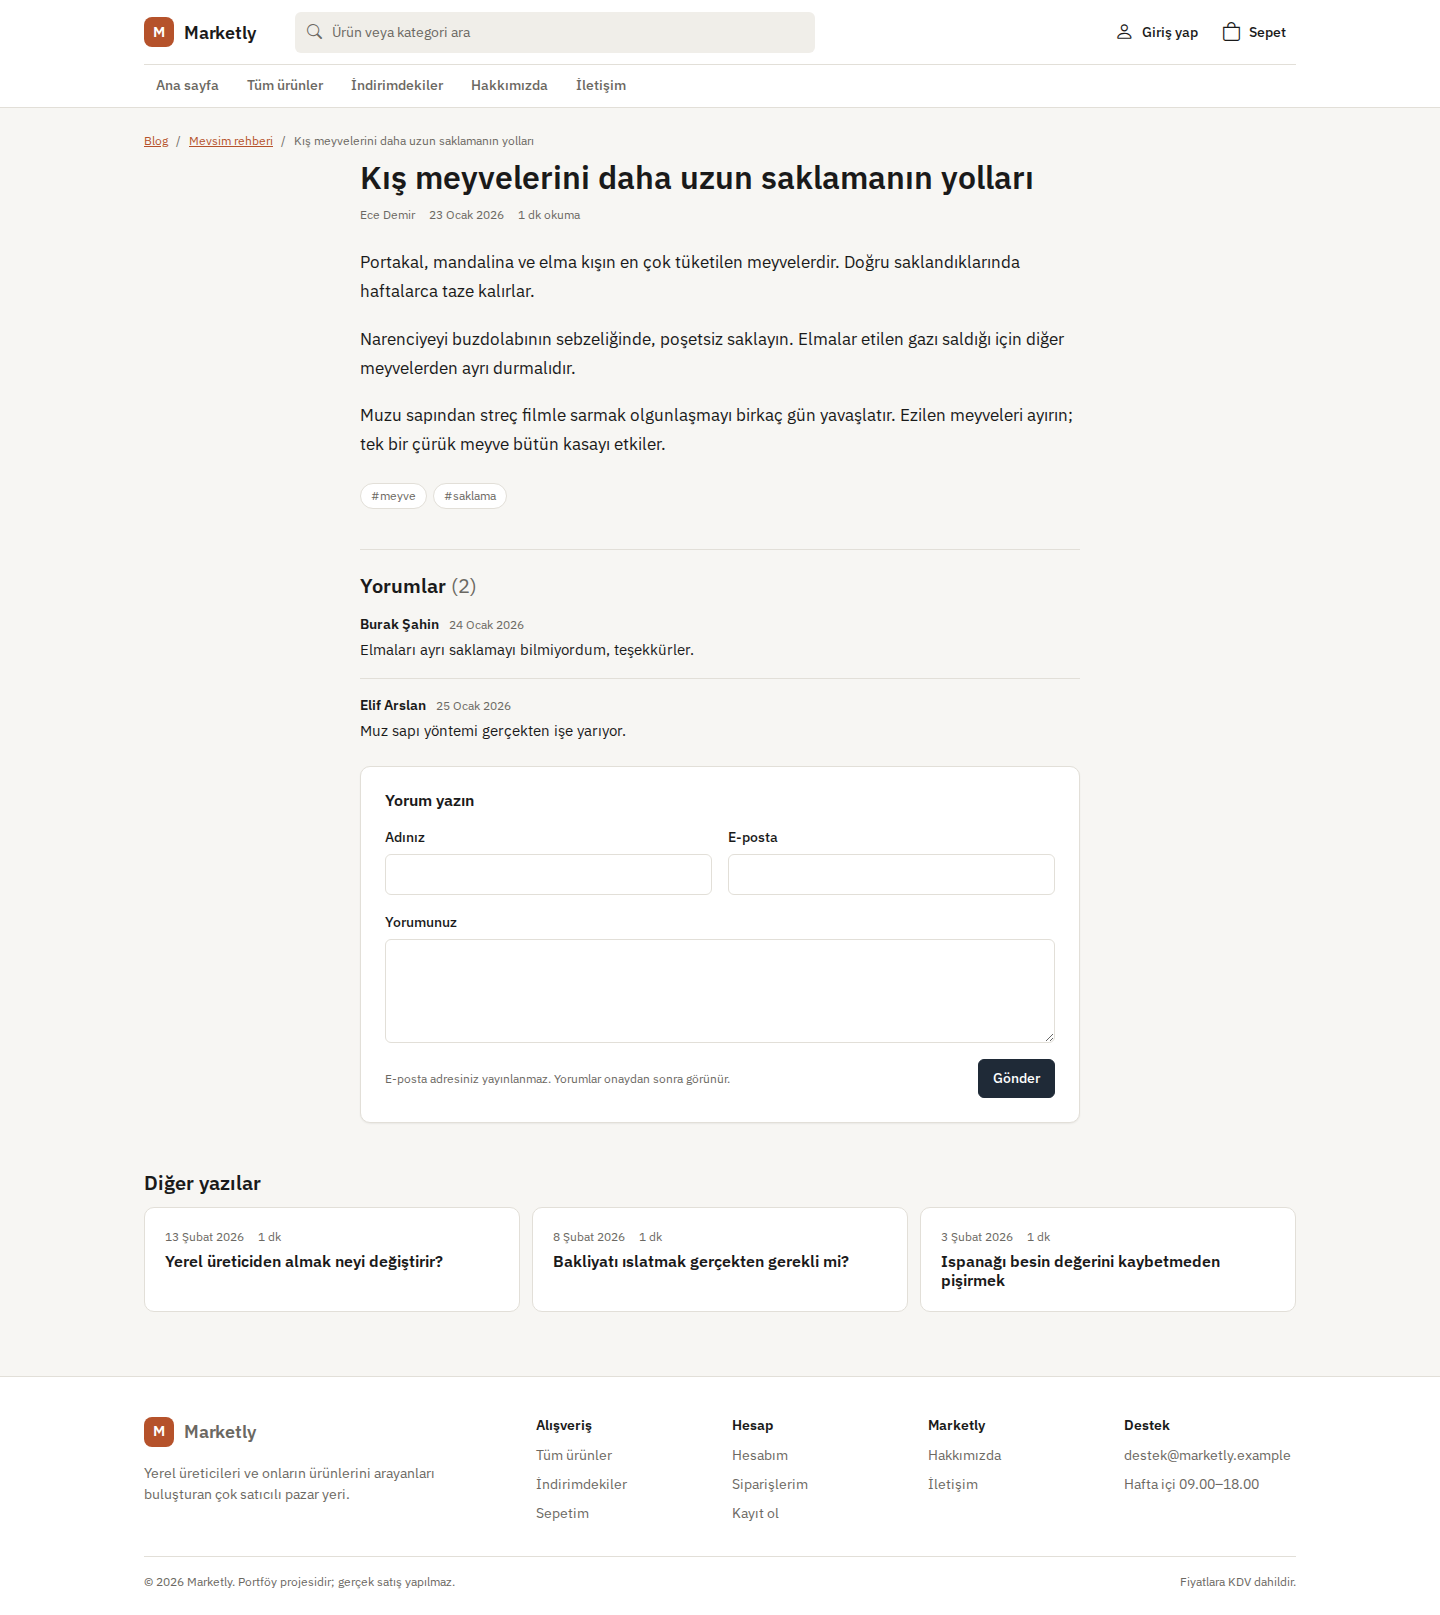 M Marketly
Ürün veya kategori ara
Giriş yap
Sepet
Ana sayfa Tüm ürünler İndirimdekiler Hakkımızda İletişim
Blog / Mevsim rehberi / Kış meyvelerini daha uzun saklamanın yolları
Kış meyvelerini daha uzun saklamanın yolları
Ece Demir 23 Ocak 2026 1 dk okuma
Portakal, mandalina ve elma kışın en çok tüketilen meyvelerdir. Doğru saklandıklarında
haftalarca taze kalırlar.
Narenciyeyi buzdolabının sebzeliğinde, poşetsiz saklayın. Elmalar etilen gazı saldığı için diğer
meyvelerden ayrı durmalıdır.
Muzu sapından streç filmle sarmak olgunlaşmayı birkaç gün yavaşlatır. Ezilen meyveleri ayırın;
tek bir çürük meyve bütün kasayı etkiler.
#meyve #saklama
Yorumlar (2)
Burak Şahin 24 Ocak 2026
Elmaları ayrı saklamayı bilmiyordum, teşekkürler.
Elif Arslan 25 Ocak 2026
Muz sapı yöntemi gerçekten işe yarıyor.
Yorum yazın
Adınız E-posta
Yorumunuz
E-posta adresiniz yayınlanmaz. Yorumlar onaydan sonra görünür.
Gönder
Diğer yazılar
13 Şubat 2026 1 dk
Yerel üreticiden almak neyi değiştirir?
8 Şubat 2026 1 dk
Bakliyatı ıslatmak gerçekten gerekli mi?
3 Şubat 2026 1 dk
Ispanağı besin değerini kaybetmeden
pişirmek
M Marketly
Yerel üreticileri ve onların ürünlerini arayanları
buluşturan çok satıcılı pazar yeri.
Alışveriş
Tüm ürünler
İndirimdekiler
Sepetim
Hesap
Hesabım
Siparişlerim
Kayıt ol
Marketly
Hakkımızda
İletişim
Destek
destek@marketly.example
Hafta içi 09.00–18.00
© 2026 Marketly. Portföy projesidir; gerçek satış yapılmaz.
Fiyatlara KDV dahildir.